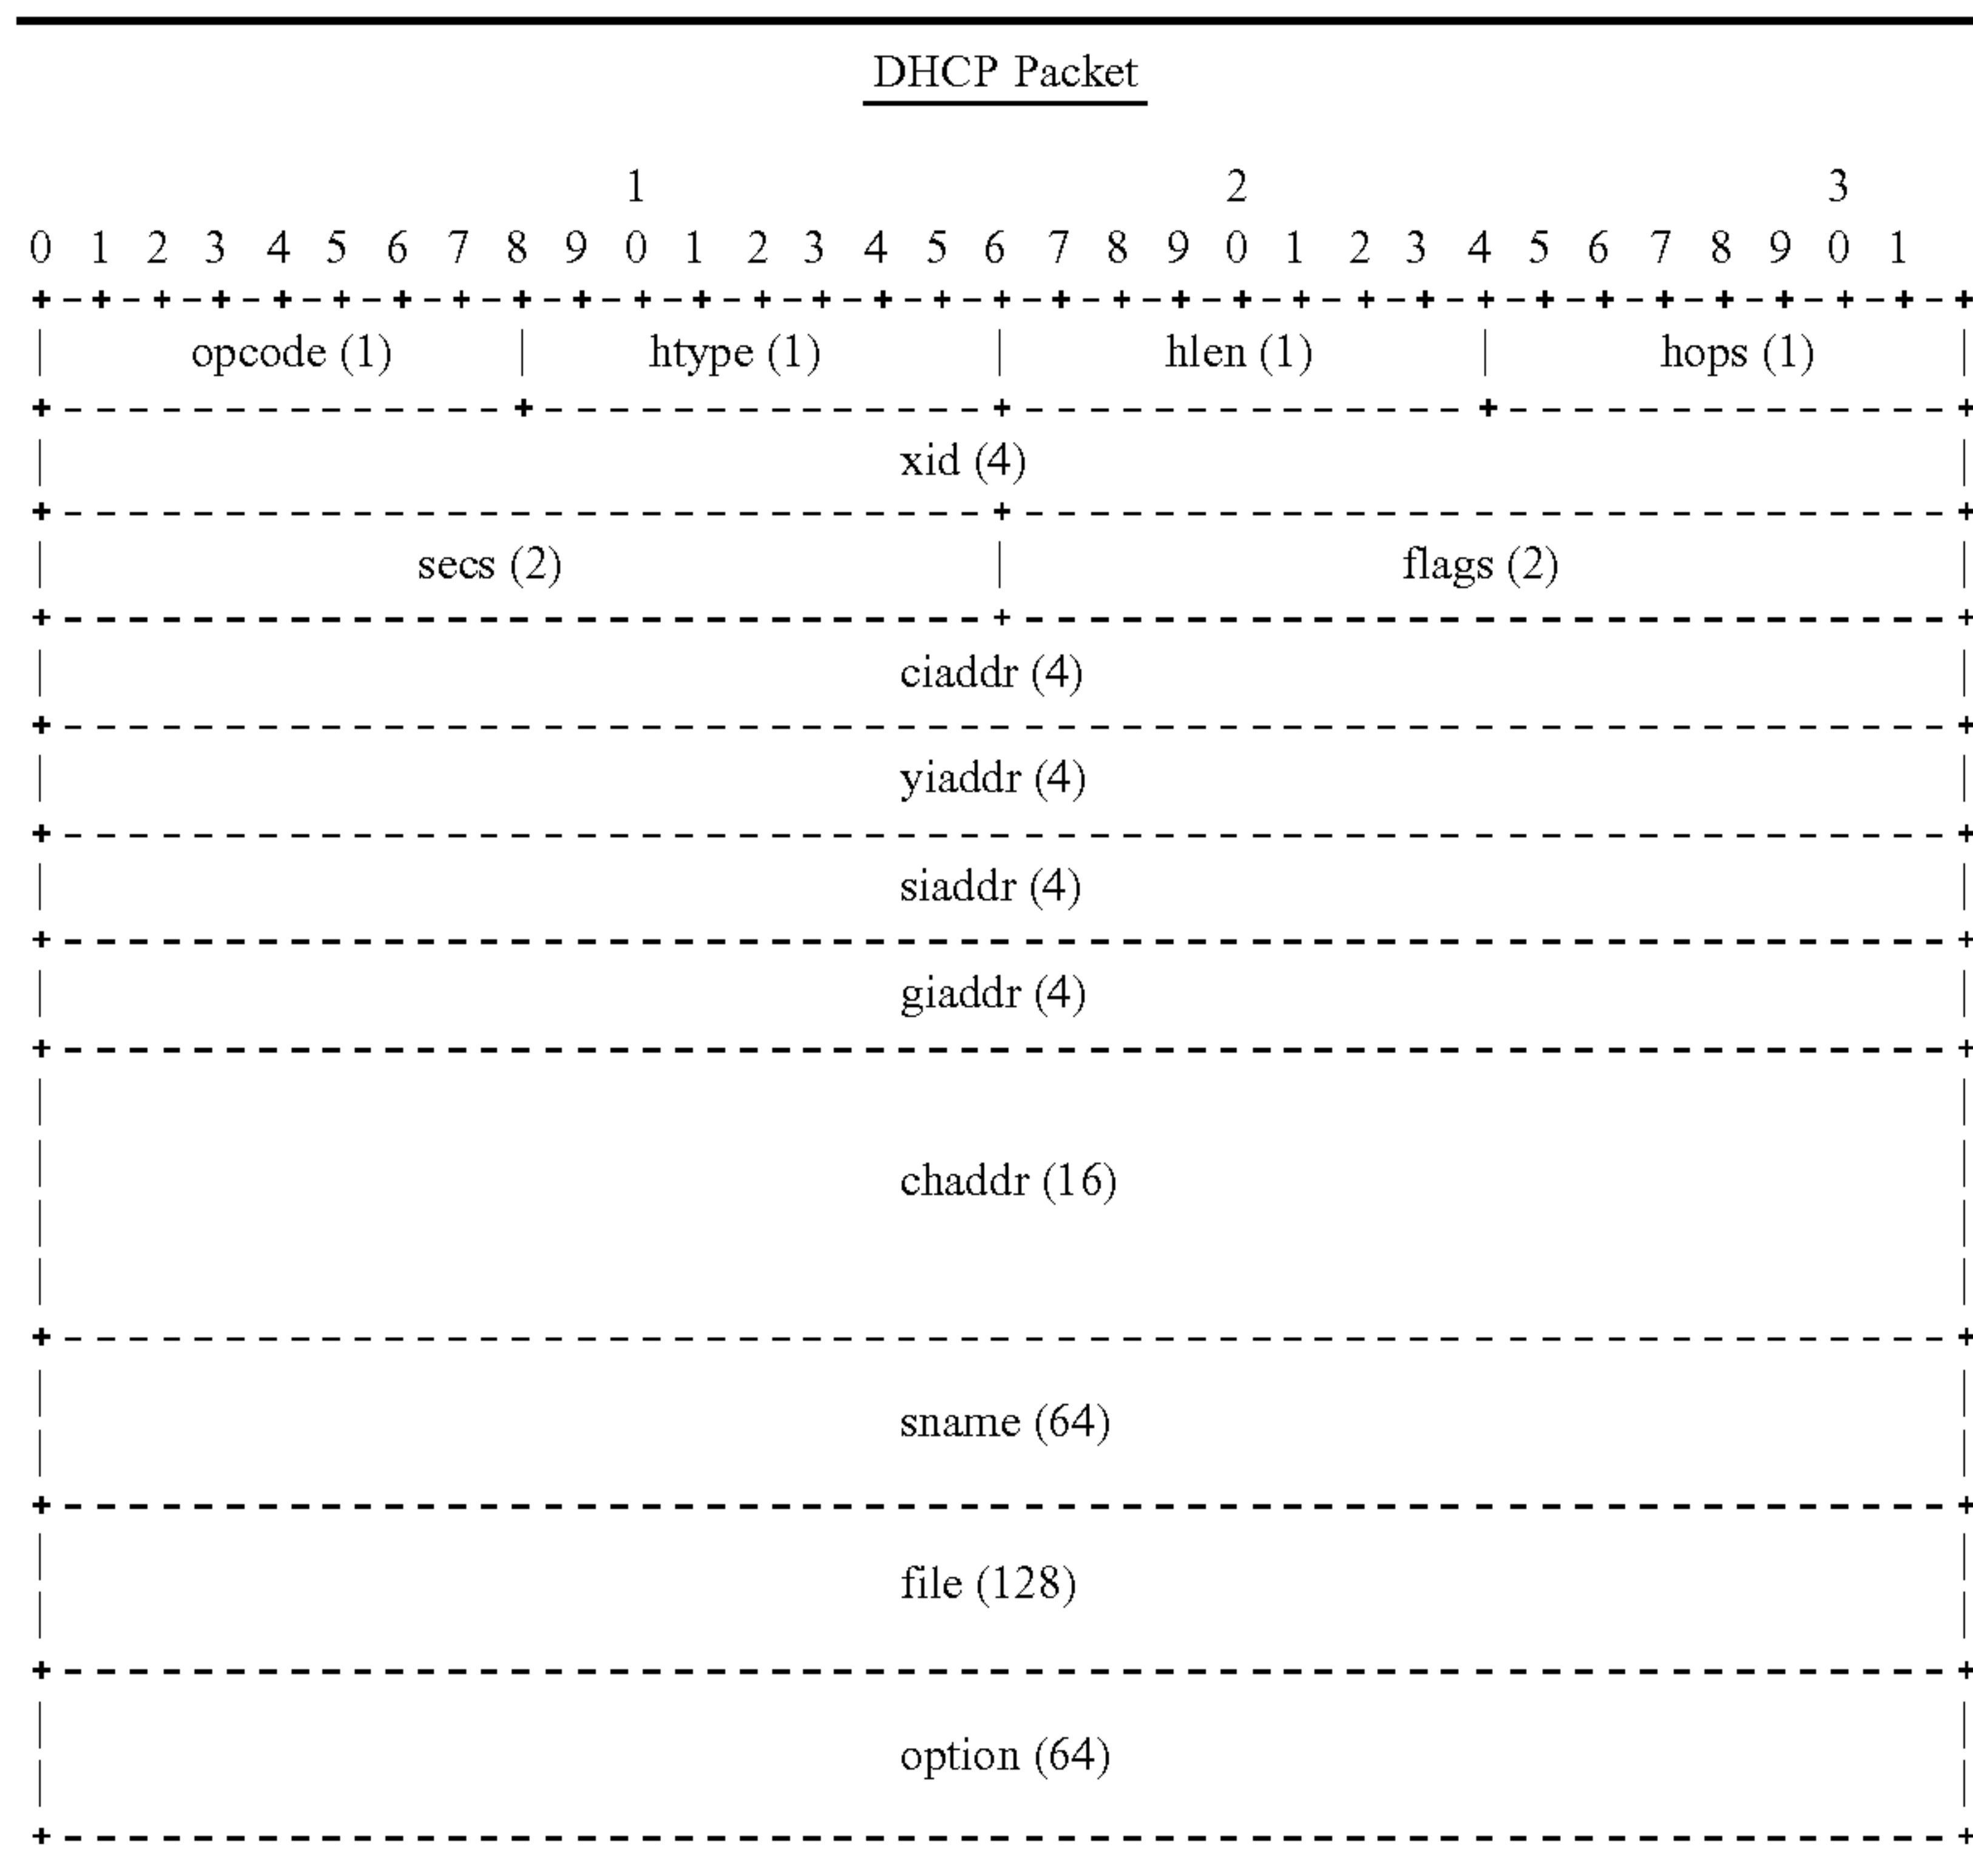 DHCP Packet
1 2 3
0 1 2 3 4 5 6 7 8 9 0 1 2 3 4 5 6 7 8 9 0 1 2 3 4 5 6 7 8 9 0 1
opcode (1) | htype (1) | hlen (1) | hops (1)
xid (4)
secs (2) | flags (2)
ciaddr (4)
yiaddr (4)
siaddr (4)
giaddr (4)
chaddr (16)
sname (64)
file (128)
option (64)